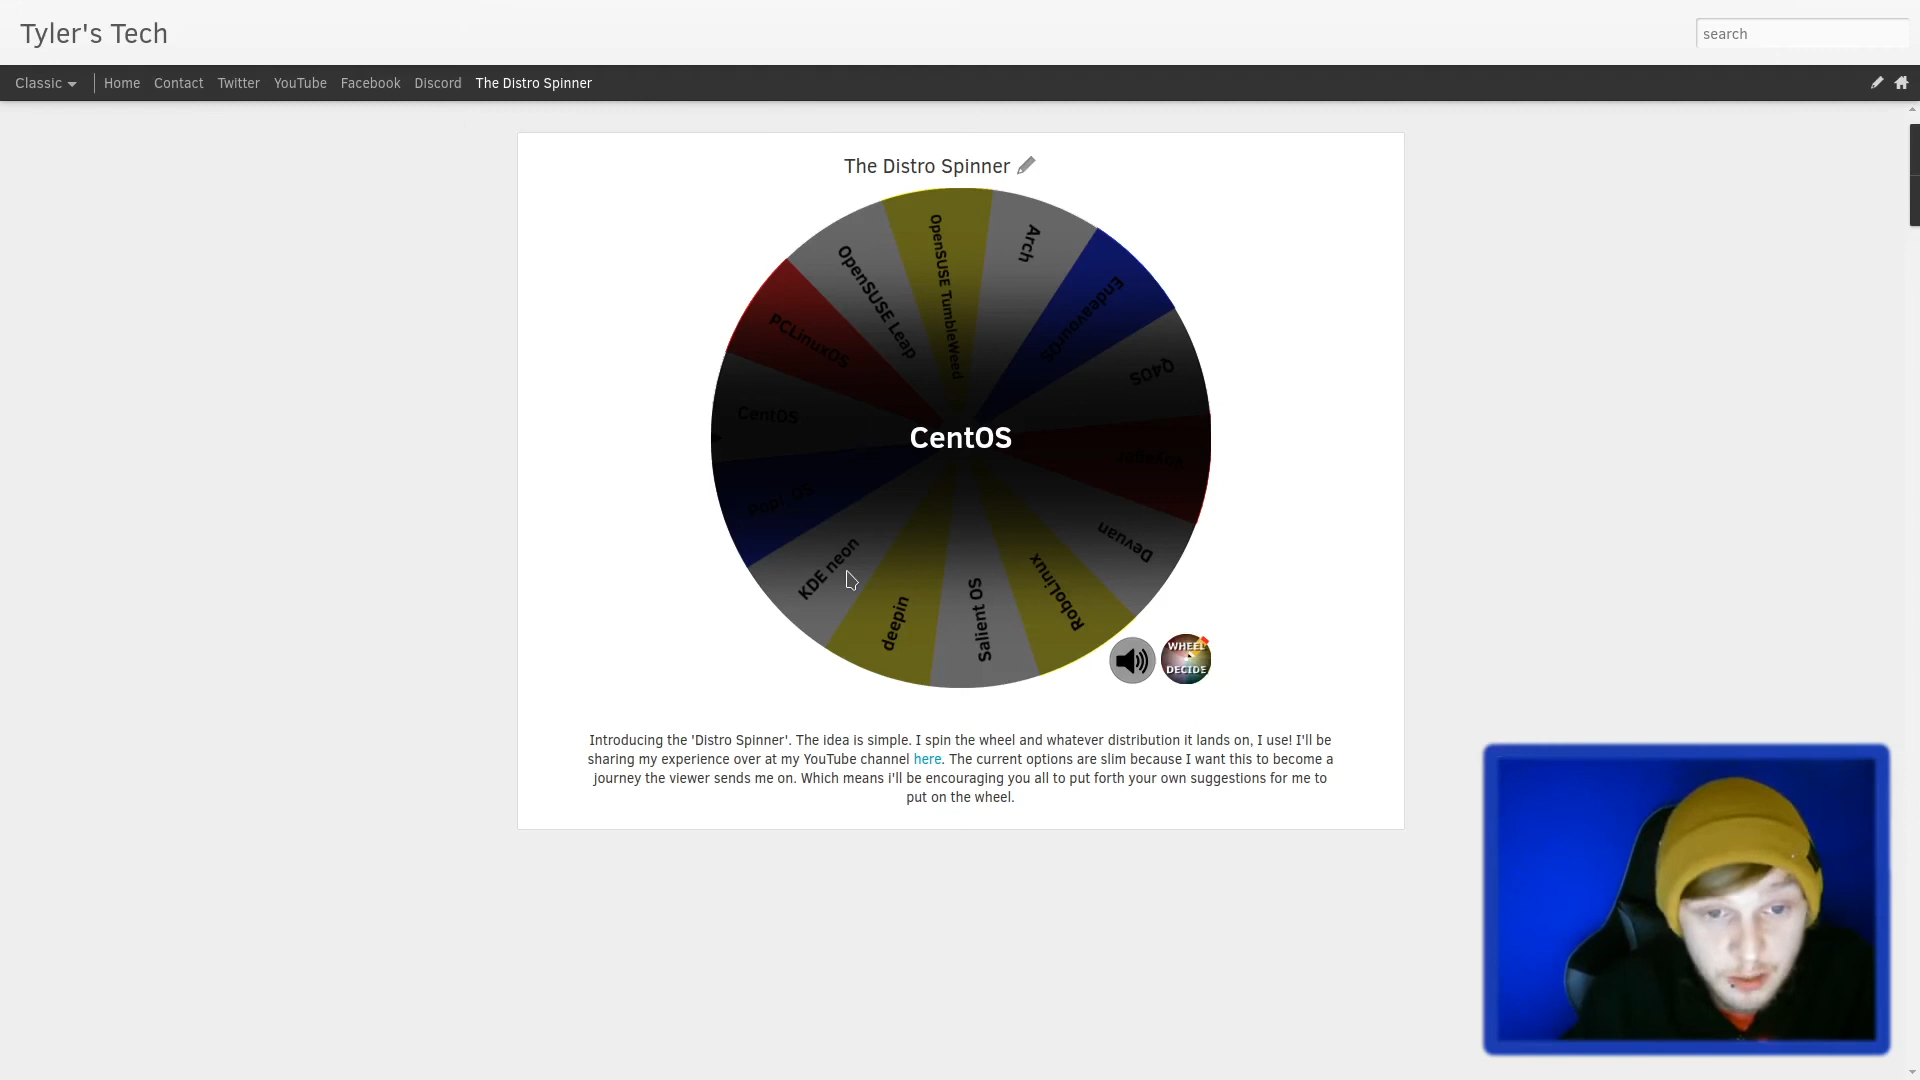 Tyler's Tech
search
Classic
Home
Contact
Twitter
YouTube
Facebook
Discord
The Distro Spinner
The Distro Spinner
OpenSUSE TumbleWeed
Arch
OpenSUSE Leap
EndeavourOS
PCLinuxOS
Q4OS
CentOS
CentOS
Voyager
Pop!_OS
Devuan
KDE neon
RoboLinux
deepin
Salient OS
WHEEL
DECIDE
Introducing the 'Distro Spinner'. The idea is simple. I spin the wheel and whatever distribution it lands on, I use! I'll be
sharing my experience over at my YouTube channel here. The current options are slim because I want this to become a
journey the viewer sends me on. Which means i'll be encouraging you all to put forth your own suggestions for me to
put on the wheel.